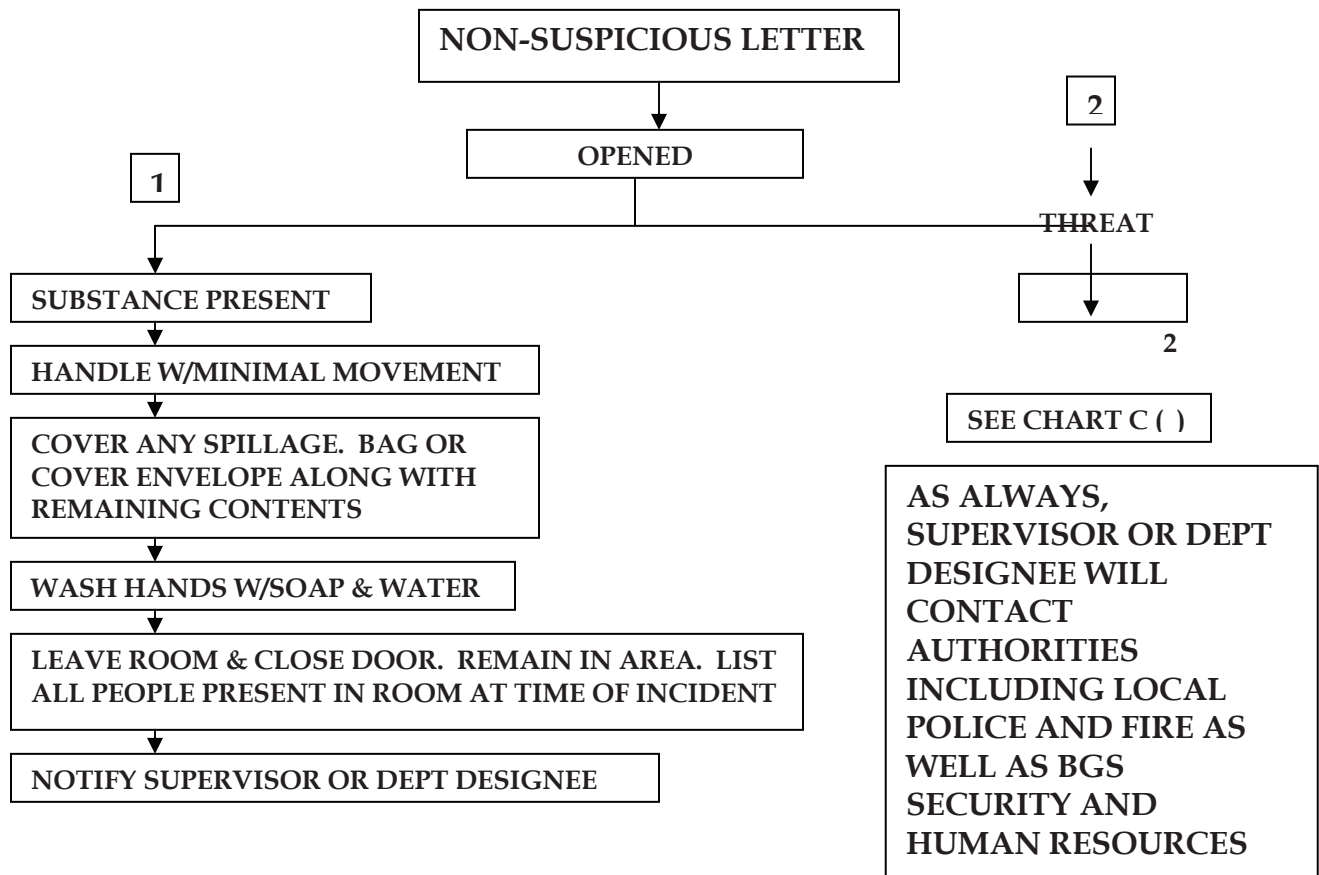 NON-SUSPICIOUS LETTER
OPENED
1
SUBSTANCE PRESENT
HANDLE W/MINIMAL MOVEMENT
COVER ANY SPILLAGE. BAG OR
COVER ENVELOPE ALONG WITH
REMAINING CONTENTS
WASH HANDS W/SOAP & WATER
LEAVE ROOM & CLOSE DOOR. REMAIN IN AREA. LIST
ALL PEOPLE PRESENT IN ROOM AT TIME OF INCIDENT
NOTIFY SUPERVISOR OR DEPT DESIGNEE
2
THREAT
2
SEE CHART C ( )
AS ALWAYS,
SUPERVISOR OR DEPT
DESIGNEE WILL
CONTACT
AUTHORITIES
INCLUDING LOCAL
POLICE AND FIRE AS
WELL AS BGS
SECURITY AND
HUMAN RESOURCES